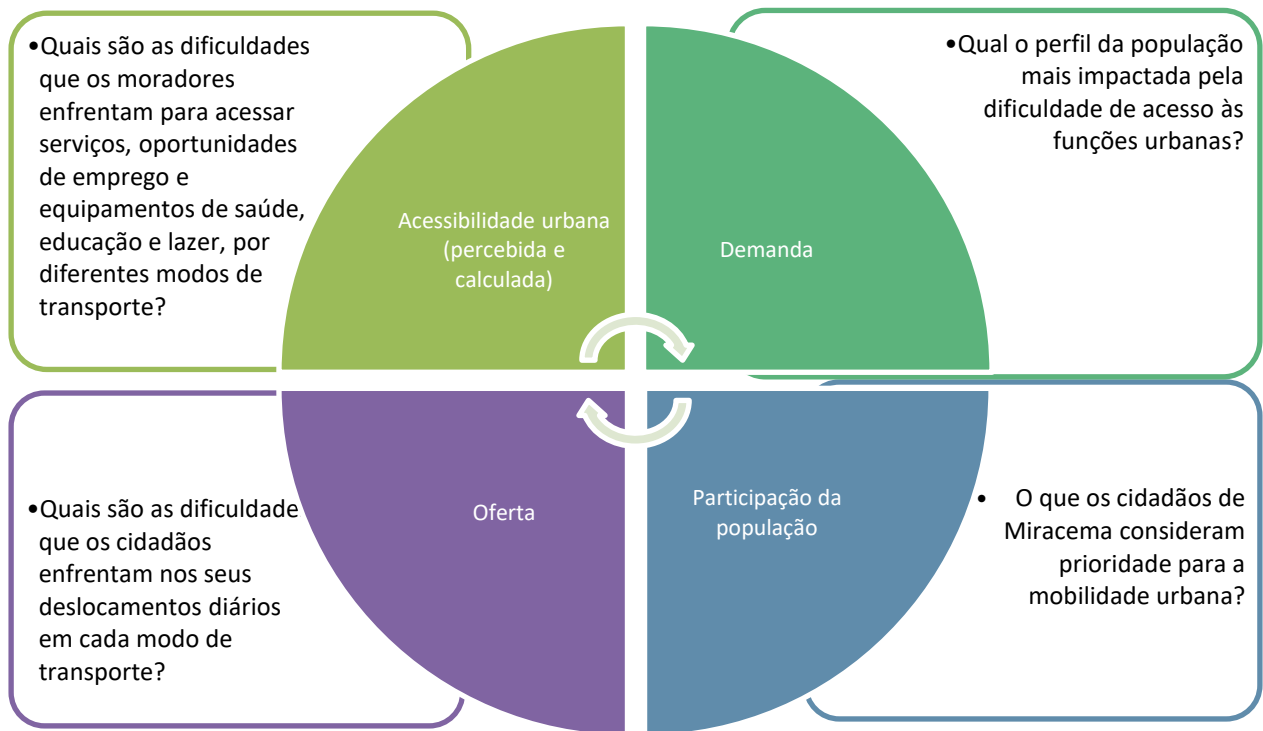 •Quais são as dificuldades
que os moradores
enfrentam para acessar
serviços, oportunidades
de emprego e
equipamentos de saúde,
educação e lazer, por
diferentes modos de
transporte?
Acessibilidade urbana
(percebida e
calculada)
Demanda
•Qual o perfil da população
mais impactada pela
dificuldade de acesso às
funções urbanas?
•Quais são as dificuldade
que os cidadãos
enfrentam nos seus
deslocamentos diários
em cada modo de
transporte?
Oferta
Participação da
população
• O que os cidadãos de
Miracema consideram
prioridade para a
mobilidade urbana?